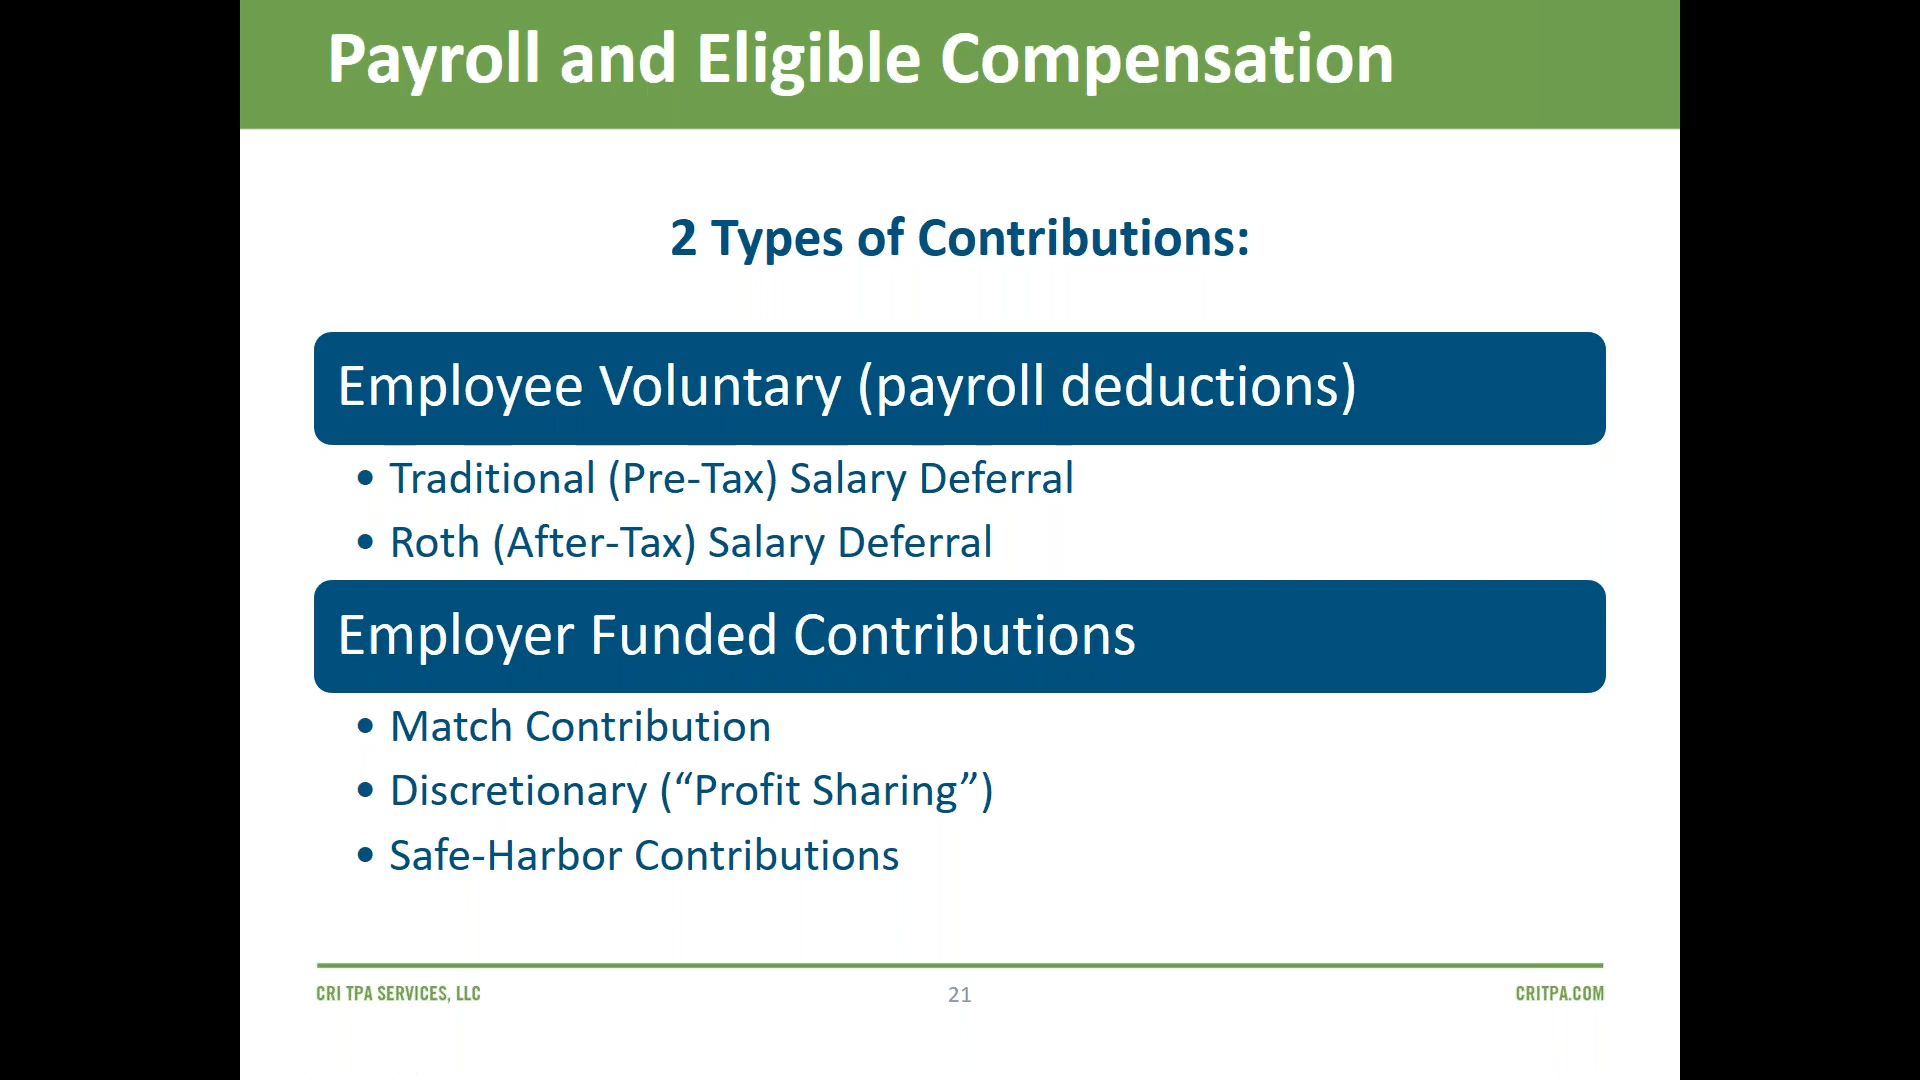 Payroll and Eligible Compensation
2 Types of Contributions:
Employee Voluntary (payroll deductions)
• Traditional (Pre-Tax) Salary Deferral
• Roth (After-Tax) Salary Deferral
Employer Funded Contributions
• Match Contribution
• Discretionary (“Profit Sharing”)
• Safe-Harbor Contributions
CRI TPA SERVICES, LLC
21
CRITPA.COM